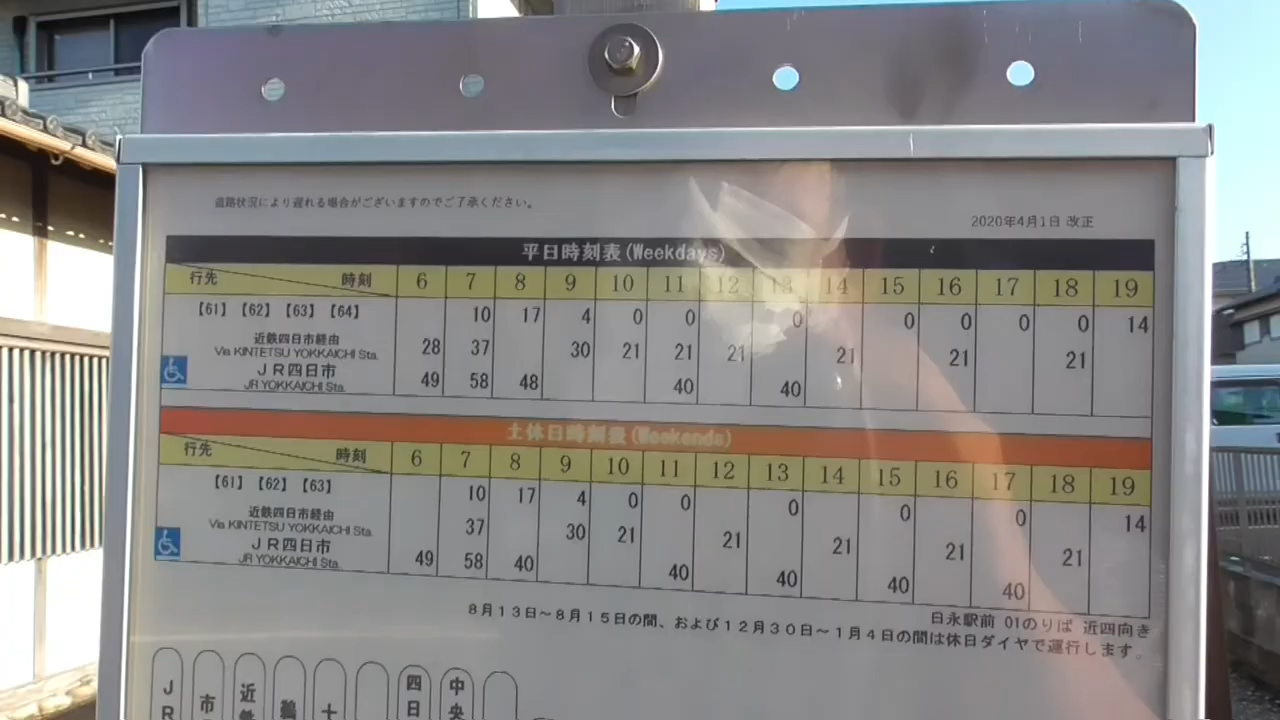 道路状況により遅れる場合がございますのでご了承ください。
2020年4月1日 改正
平日時刻表(Weekdays)
行先 時刻 6 7 8 9 10 11 12 13 14 15 16 17 18 19
【61】【62】【63】【64】 10 17 4 0 0 0 0 0 0 0 14
近鉄四日市経由
Via KINTETSU YOKKAICHI Sta. 28 37 30 21 21 21 21 21 21
JR四日市
JR YOKKAICHI Sta. 49 58 48 40 40
土休日時刻表(Weekends)
行先 時刻 6 7 8 9 10 11 12 13 14 15 16 17 18 19
【61】【62】【63】 10 17 4 0 0 0 0 0 14
近鉄四日市経由
Via KINTETSU YOKKAICHI Sta. 37 30 21 21 21 21 21
JR四日市
JR YOKKAICHI Sta. 49 58 40 40 40 40 40
日永駅前 01のりば 近四向き
8月13日～8月15日の間、および12月30日～1月4日の間は休日ダイヤで運行します。
JR
市
近鉄
鵜
四日
中央